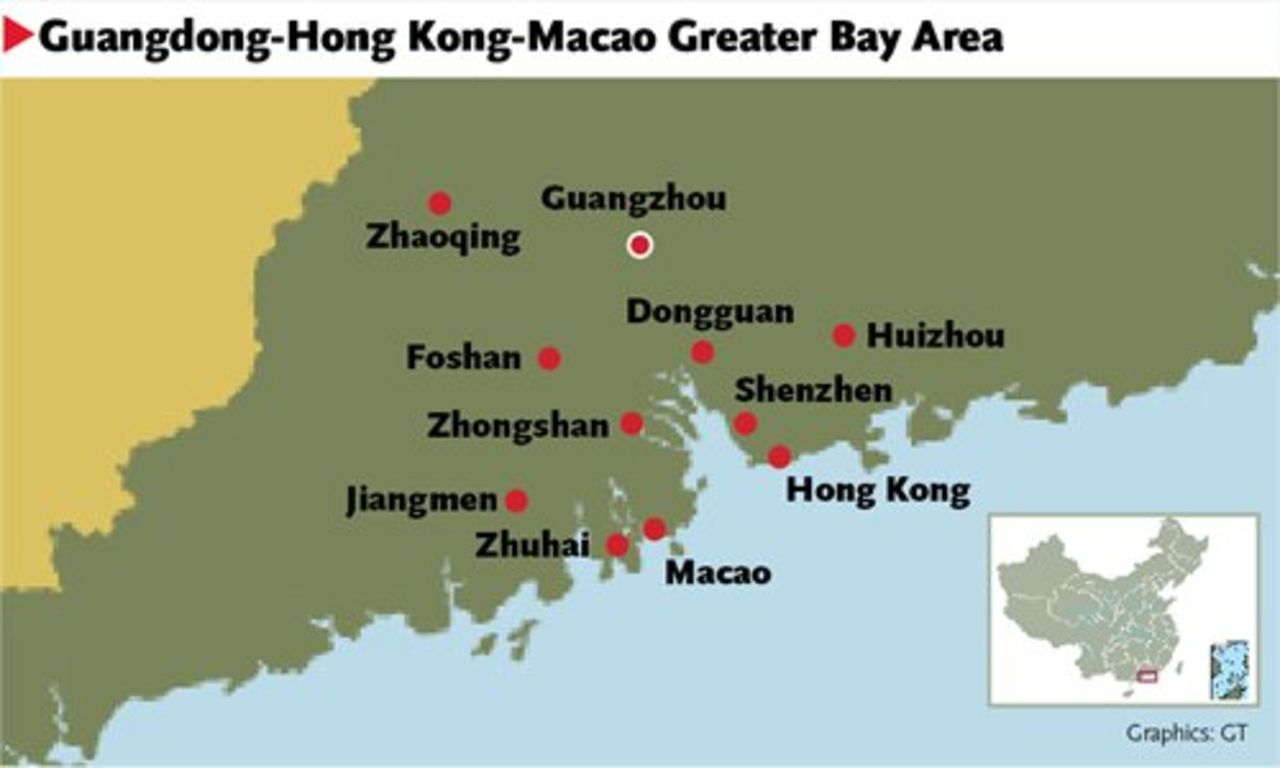 Guangdong-Hong Kong-Macao Greater Bay Area
Guangzhou
Zhaoqing
Dongguan
Huizhou
Foshan
Shenzhen
Zhongshan
Hong Kong
Jiangmen
Zhuhai
Macao
Graphics: GT